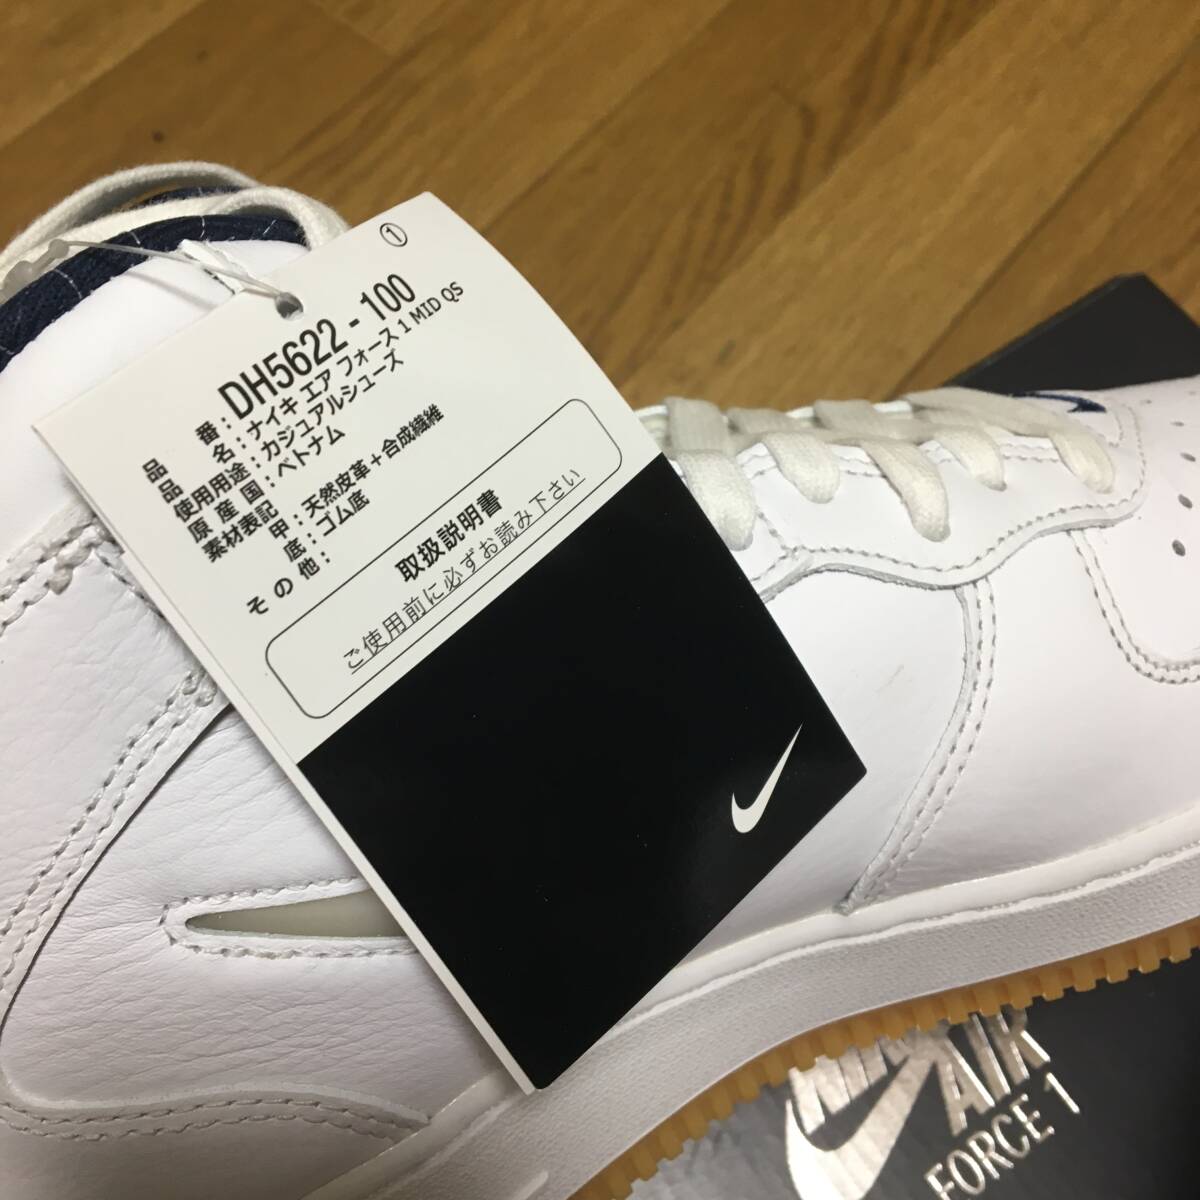 ①
品番：DH5622 - 100
品名：ナイキ エア フォース 1 MID QS
使用用途：カジュアルシューズ
原産国：ベトナム
素材表記 甲：天然皮革＋合成繊維
底：ゴム底
その他：
取扱説明書
ご使用前に必ずお読み下さい
AIR
FORCE 1